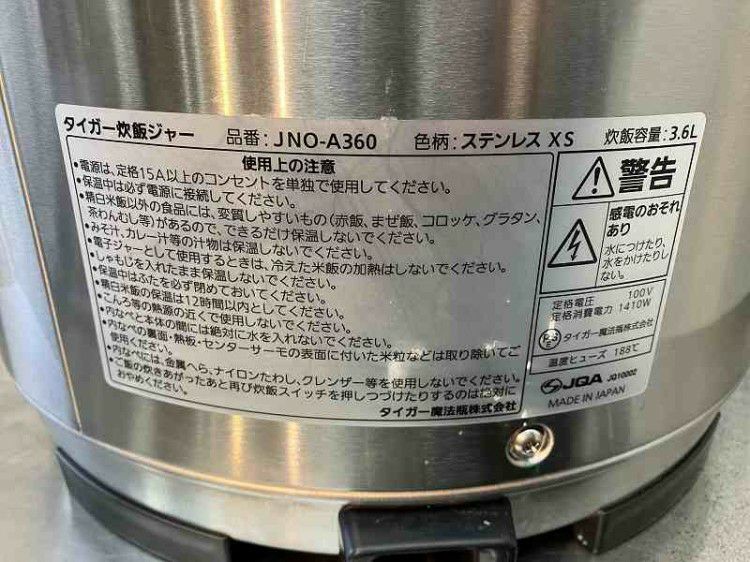 タイガー炊飯ジャー 品番:JNO-A360 色柄:ステンレス XS 炊飯容量:3.6L
使用上の注意
•電源は、定格15A以上のコンセントを単独で使用してください。
•保温中は必ず電源に接続してください。
•精白米飯以外の食品には、変質しやすいもの(赤飯、まぜ飯、コロッケ、グラタン、
茶わんむし等)があるので、できるだけ保温しないでください。
•みそ汁、カレー汁等の汁物は保温しないでください。
•電子ジャーとして使用するときは、冷えた米飯の加熱はしないでください。
•しゃもじを入れたまま保温しないでください。
•保温中はふたを必ず閉めておいてください。
•精白米飯の保温は12時間以内としてください。
•こんろ等の熱源の近くで使用しないでください。
•内なべと本体の間には絶対に水を入れないでください。
•内なべの裏面・熱板・センターサーモの表面に付いた米粒などは取り除いてご
使用ください。
•内なべには、金属へら、ナイロンたわし、クレンザー等を使用しないでください。
•ご飯の炊きあがったあと再び炊飯スイッチを押しつづけたりするのは絶対に
おやめください。
タイガー魔法瓶株式会社
警告
感電のおそれ
あり
水につけたり、
水をかけたりし
ない。
定格電圧 100V
定格消費電力 1410W
PSE タイガー魔法瓶株式会社
温度ヒューズ 188℃
JQA JQ10002
MADE IN JAPAN